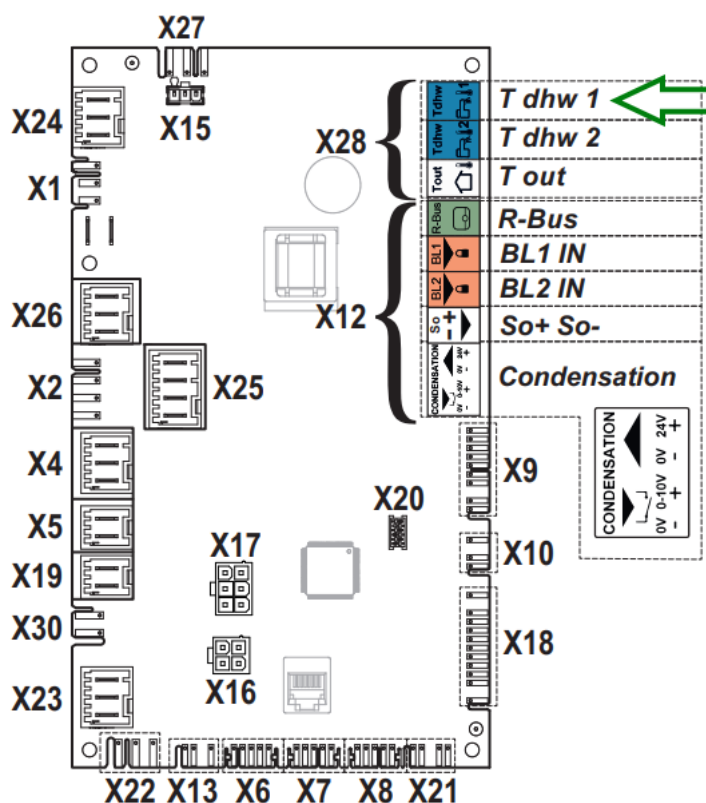 X27
X24
X15
X28
X1
X26
X12
X2
X25
X4
X20
X9
X5
X17
X10
X19
X30
X18
X23
X16
X22
X13
X6
X7
X8
X21
Tdhw 1
T dhw 1
Tdhw 2
T dhw 2
Tout
T out
R-Bus
R-Bus
BL1
BL1 IN
BL2
BL2 IN
So
- +
So+ So-
CONDENSATION
0V 0-10V 0V 24V
- + - +
Condensation
CONDENSATION
0V 0-10V 0V 24V
- + - +